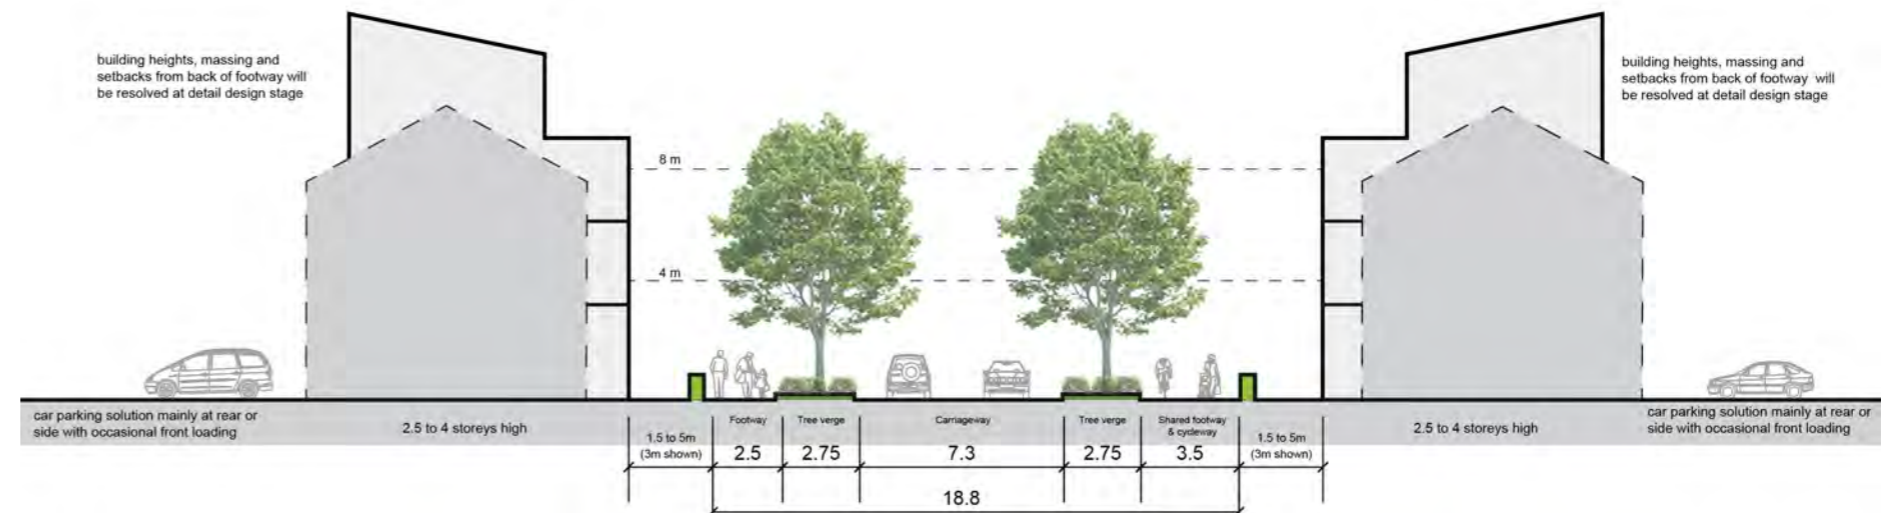 building heights, massing and
setbacks from back of footway will
be resolved at detail design stage
building heights, massing and
setbacks from back of footway will
be resolved at detail design stage
8 m
4 m
car parking solution mainly at rear or
side with occasional front loading
2.5 to 4 storeys high
1.5 to 5m
(3m shown)
Footway
2.5
Tree verge
2.75
Carriageway
7.3
Tree verge
2.75
Shared footway
& cycleway
3.5
1.5 to 5m
(3m shown)
2.5 to 4 storeys high
car parking solution mainly at rear or
side with occasional front loading
18.8